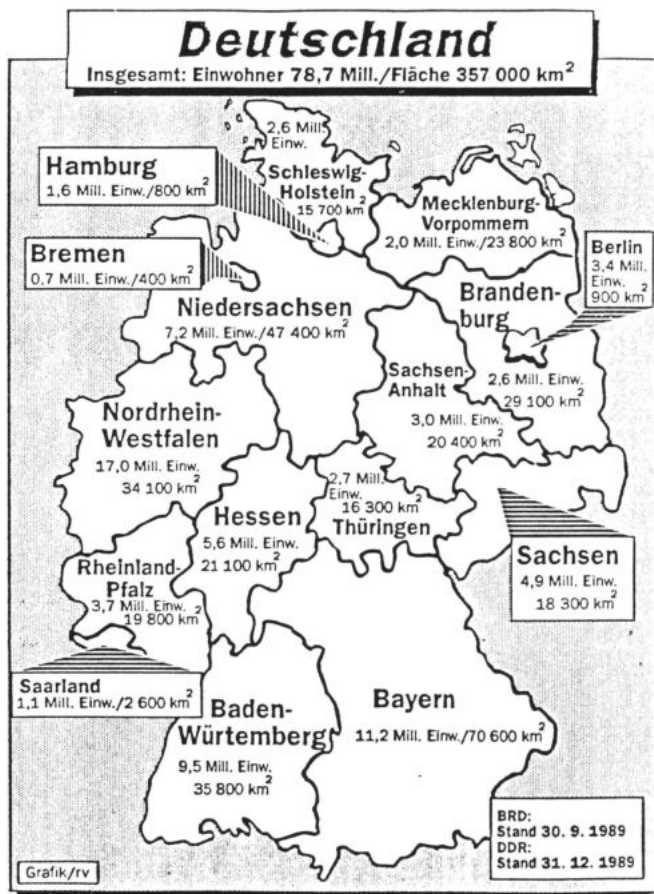 Deutschland
Insgesamt: Einwohner 78,7 Mill./Fläche 357 000 km²
2,6 Mill.
Einw.
Schleswig-
Holstein
15 700 km²
Hamburg
1,6 Mill. Einw./800 km²
Mecklenburg-
Vorpommern
2,0 Mill. Einw./23 800 km²
Bremen
0,7 Mill. Einw./400 km²
Berlin
3,4 Mill.
Einw.
900 km²
Niedersachsen
7,2 Mill. Einw./47 400 km²
Branden-
burg
2,6 Mill. Einw.
29 100 km²
Sachsen-
Anhalt
3,0 Mill. Einw.
20 400 km²
Nordrhein-
Westfalen
17,0 Mill. Einw.
34 100 km²
2,7 Mill.
Einw.
16 300 km²
Thüringen
Hessen
5,6 Mill. Einw.
21 100 km²
Sachsen
4,9 Mill. Einw.
18 300 km²
Rheinland-
Pfalz
3,7 Mill. Einw.
19 800 km²
Saarland
1,1 Mill. Einw./2 600 km²
Baden-
Würtemberg
9,5 Mill. Einw.
35 800 km²
Bayern
11,2 Mill. Einw./70 600 km²
BRD:
Stand 30. 9. 1989
DDR:
Stand 31. 12. 1989
Grafik/rv